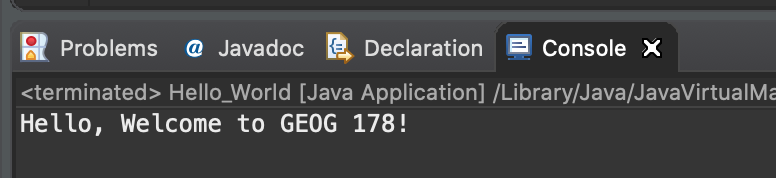 Problems @ Javadoc Declaration Console
<terminated> Hello_World [Java Application] /Library/Java/JavaVirtualMa
Hello, Welcome to GEOG 178!